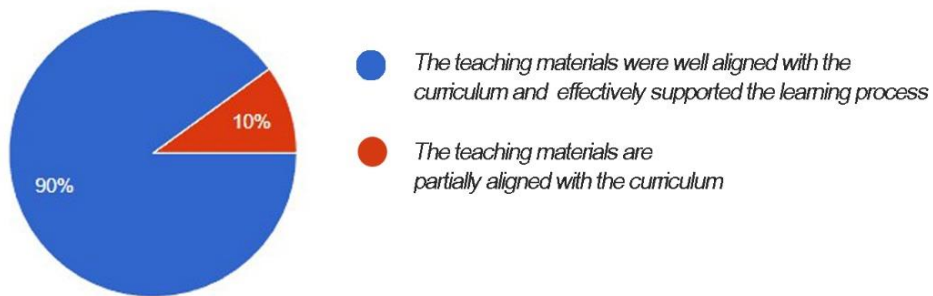 The teaching materials were well aligned with the
curriculum and effectively supported the learning process
10%
The teaching materials are
partially aligned with the curriculum
90%